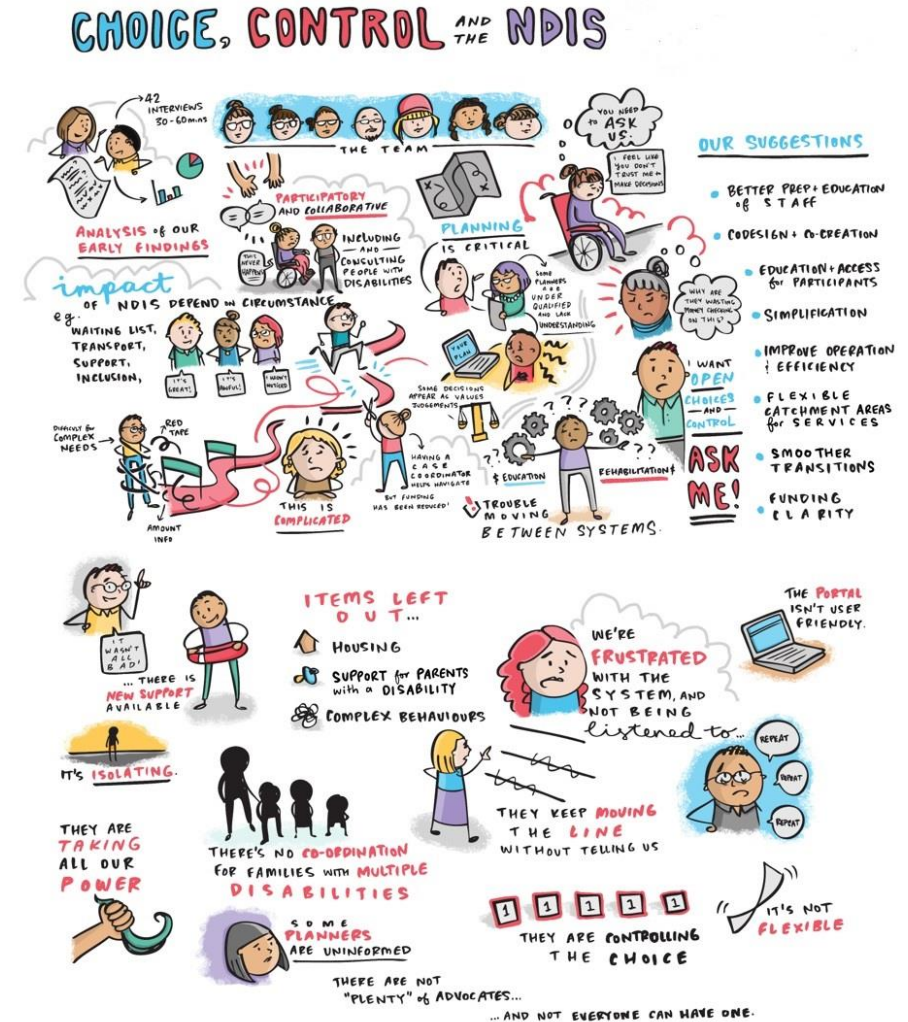 CHOICE, CONTROL AND THE NDIS
42
INTERVIEWS
30-60 mins
THE TEAM
ANALYSIS of OUR
EARLY FINDINGS
PARTICIPATORY
AND COLLABORATIVE
THIS
NEVER
HAPPENS
INCLUDING
AND
CONSULTING
PEOPLE WITH
DISABILITIES
PLANNING
IS CRITICAL
SOME
PLANNERS
ARE
UNDER
QUALIFIED
AND LACK
UNDERSTANDING
YOU NEED
to ASK
US.
I FEEL LIKE
YOU DON'T
TRUST ME to
MAKE DECISIONS
impact
OF NDIS DEPEND on CIRCUMSTANCE
e.g.
WAITING LIST,
TRANSPORT,
SUPPORT,
INCLUSION,
IT'S
GREAT!
IT'S
AWFUL!
I WASN'T
NOTICED
YOUR
PLAN
SOME DECISIONS
APPEAR AS VALUES
JUDGEMENTS
WHY ARE
THEY WASTING
MONEY CHECKING
ON THIS?
I WANT
OPEN
CHOICES
AND
CONTROL
ASK
ME!
DIFFICULT for
COMPLEX
NEEDS
RED
TAPE
AMOUNT
INFO
THIS IS
COMPLICATED
HAVING A
CASE
COORDINATOR
HELPS NAVIGATE
BUT FUNDING
HAS BEEN REDUCED!
? ? ? ?
??
? ?
$ EDUCATION
REHABILITATION $
TROUBLE
MOVING
BETWEEN SYSTEMS.
OUR SUGGESTIONS
• BETTER PREP + EDUCATION
of STAFF
• CODESIGN + CO-CREATION
• EDUCATION + ACCESS
for PARTICIPANTS
• SIMPLIFICATION
• IMPROVE OPERATION
& EFFICIENCY
• FLEXIBLE
CATCHMENT AREAS
for SERVICES
• SMOOTHER
TRANSITIONS
• FUNDING
CLARITY
IT
WASN'T
ALL
BAD!
... THERE IS
NEW SUPPORT
AVAILABLE
ITEMS LEFT
OUT...
HOUSING
SUPPORT for PARENTS
with a DISABILITY
COMPLEX BEHAVIOURS
WE'RE
FRUSTRATED
WITH THE
SYSTEM, AND
NOT BEING
listened to...
THE PORTAL
ISN'T USER
FRIENDLY.
IT'S ISOLATING.
REPEAT
REPEAT
REPEAT
THEY ARE
TAKING
ALL OUR
POWER
THERE'S NO CO-ORDINATION
FOR FAMILIES WITH MULTIPLE
DISABILITIES
THEY KEEP MOVING
THE LINE
WITHOUT TELLING US
1 1 1 1 1
THEY ARE CONTROLLING
THE CHOICE
IT'S NOT
FLEXIBLE
SOME
PLANNERS
ARE UNINFORMED
THERE ARE NOT
"PLENTY" of ADVOCATES...
... AND NOT EVERYONE CAN HAVE ONE.